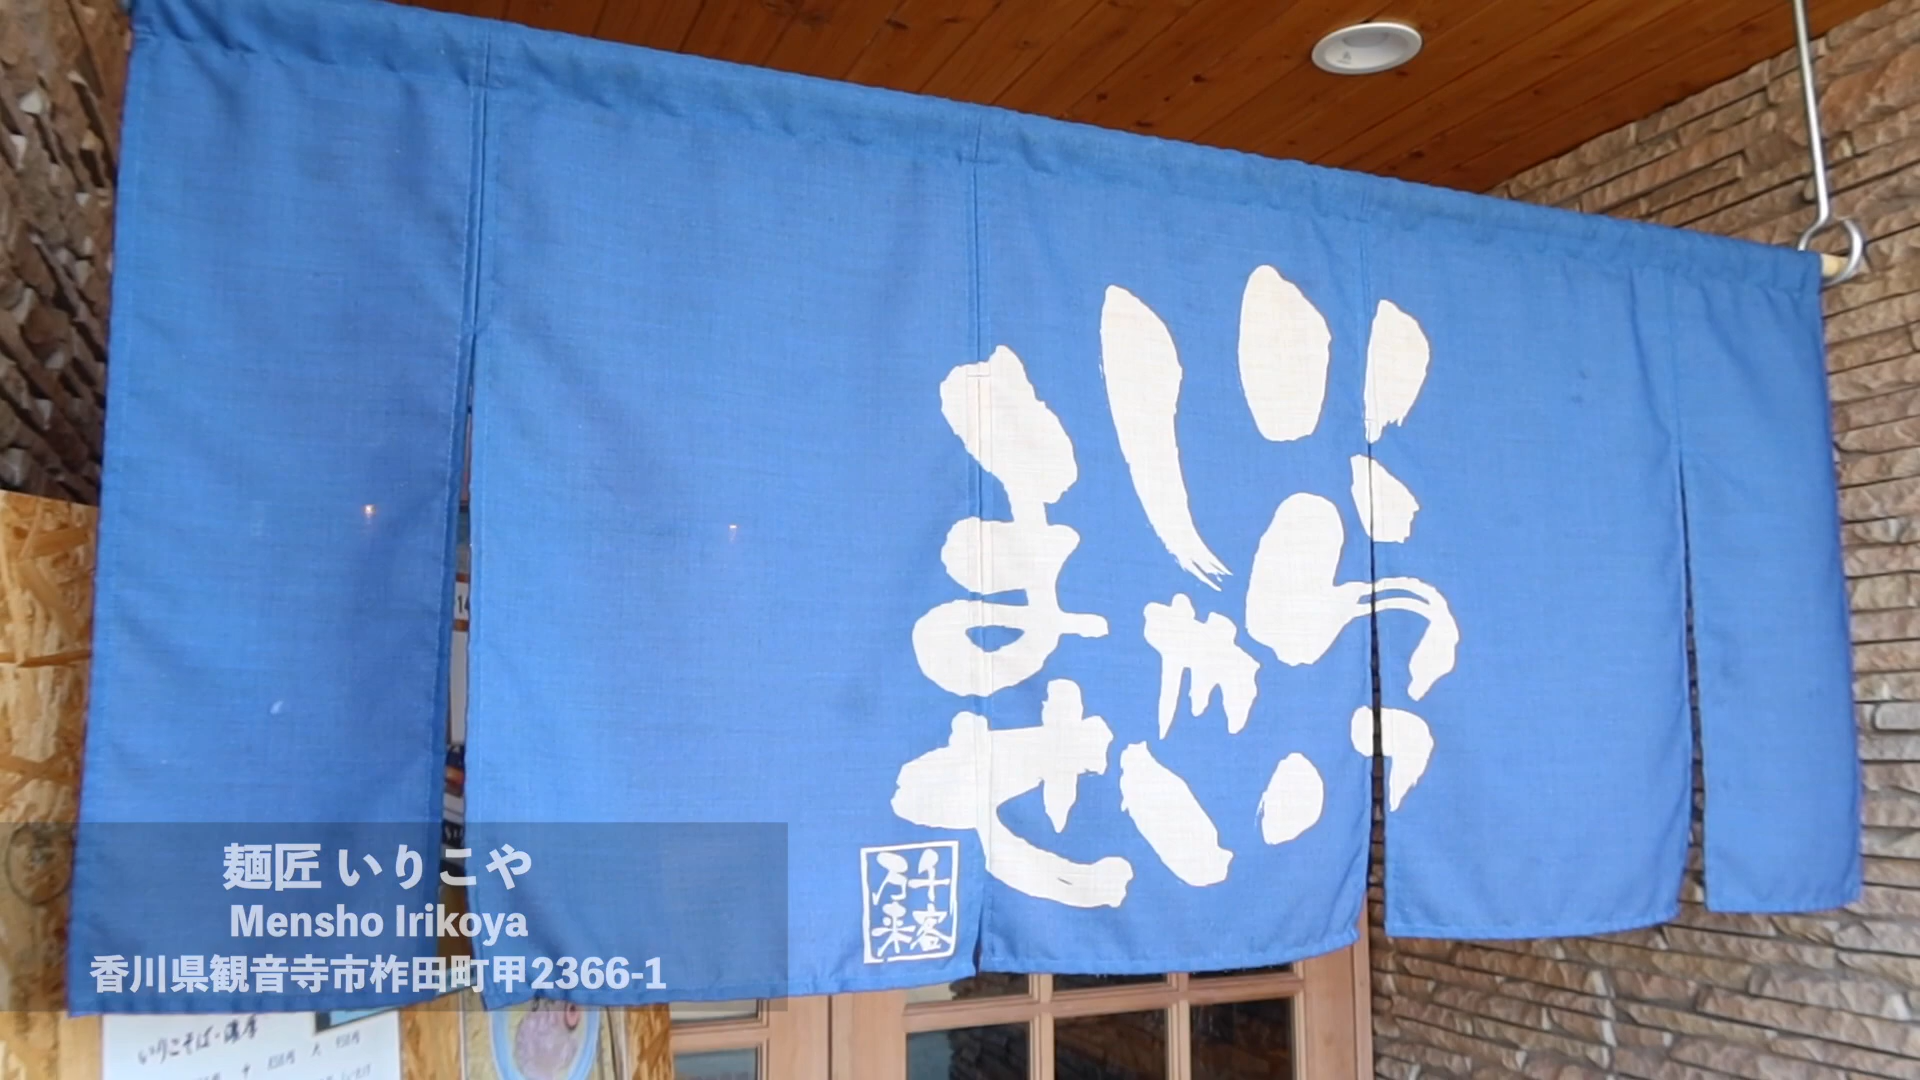 いらっ
しゃい
ませ
千客
万来
麺匠 いりこや
Mensho Irikoya
香川県観音寺市柞田町甲2366-1
いりこそば・濃厚